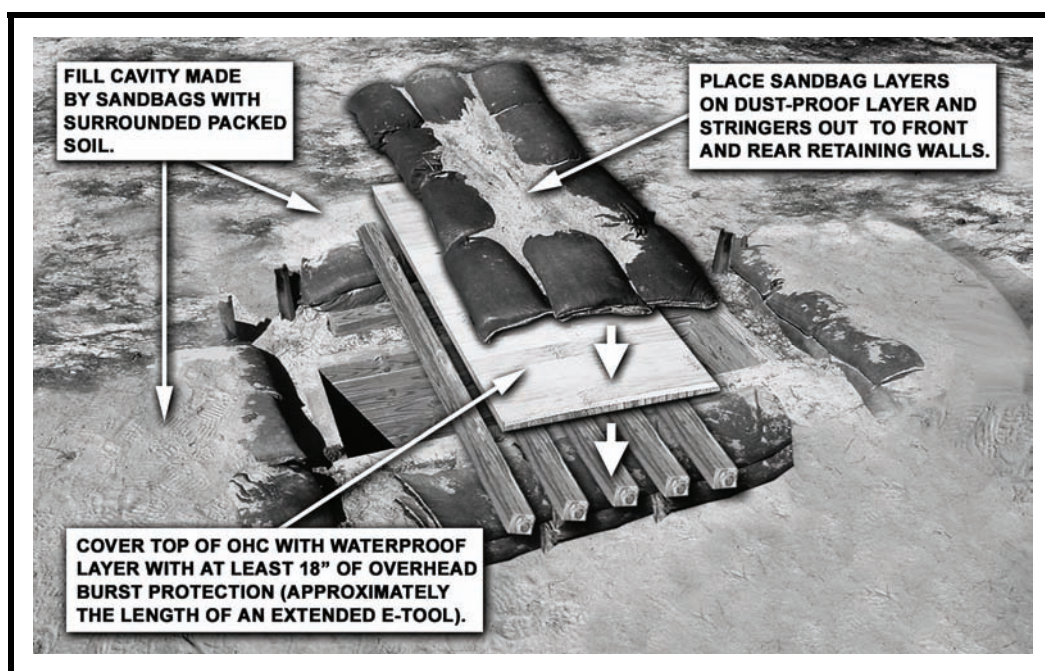 FILL CAVITY MADE
BY SANDBAGS WITH
SURROUNDED PACKED
SOIL.
PLACE SANDBAG LAYERS
ON DUST-PROOF LAYER AND
STRINGERS OUT TO FRONT
AND REAR RETAINING WALLS.
COVER TOP OF OHC WITH WATERPROOF
LAYER WITH AT LEAST 18” OF OVERHEAD
BURST PROTECTION (APPROXIMATELY
THE LENGTH OF AN EXTENDED E-TOOL).